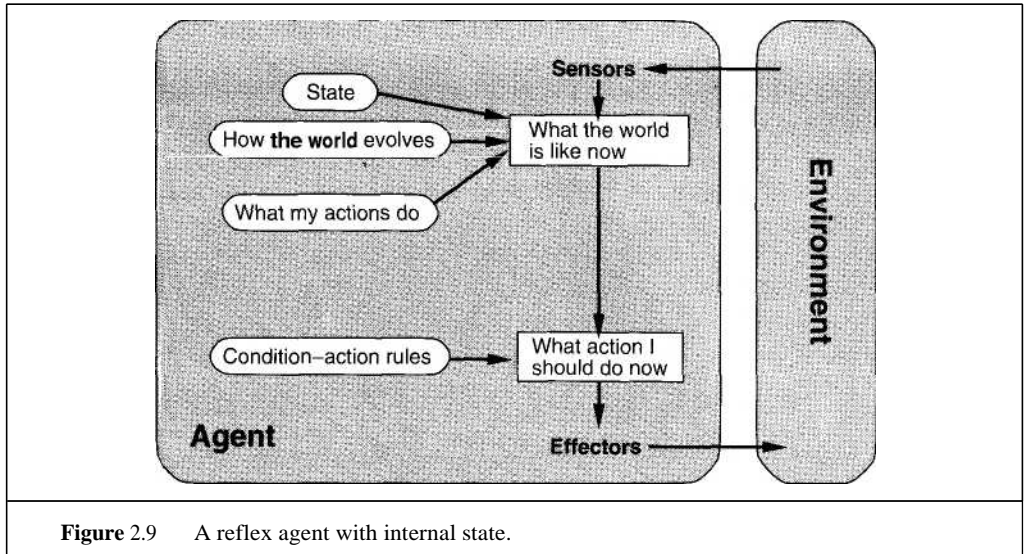 Sensors
State
How the world evolves
What the world
is like now
What my actions do
Environment
Condition–action rules
What action I
should do now
Agent
Effectors
Figure 2.9 A reflex agent with internal state.